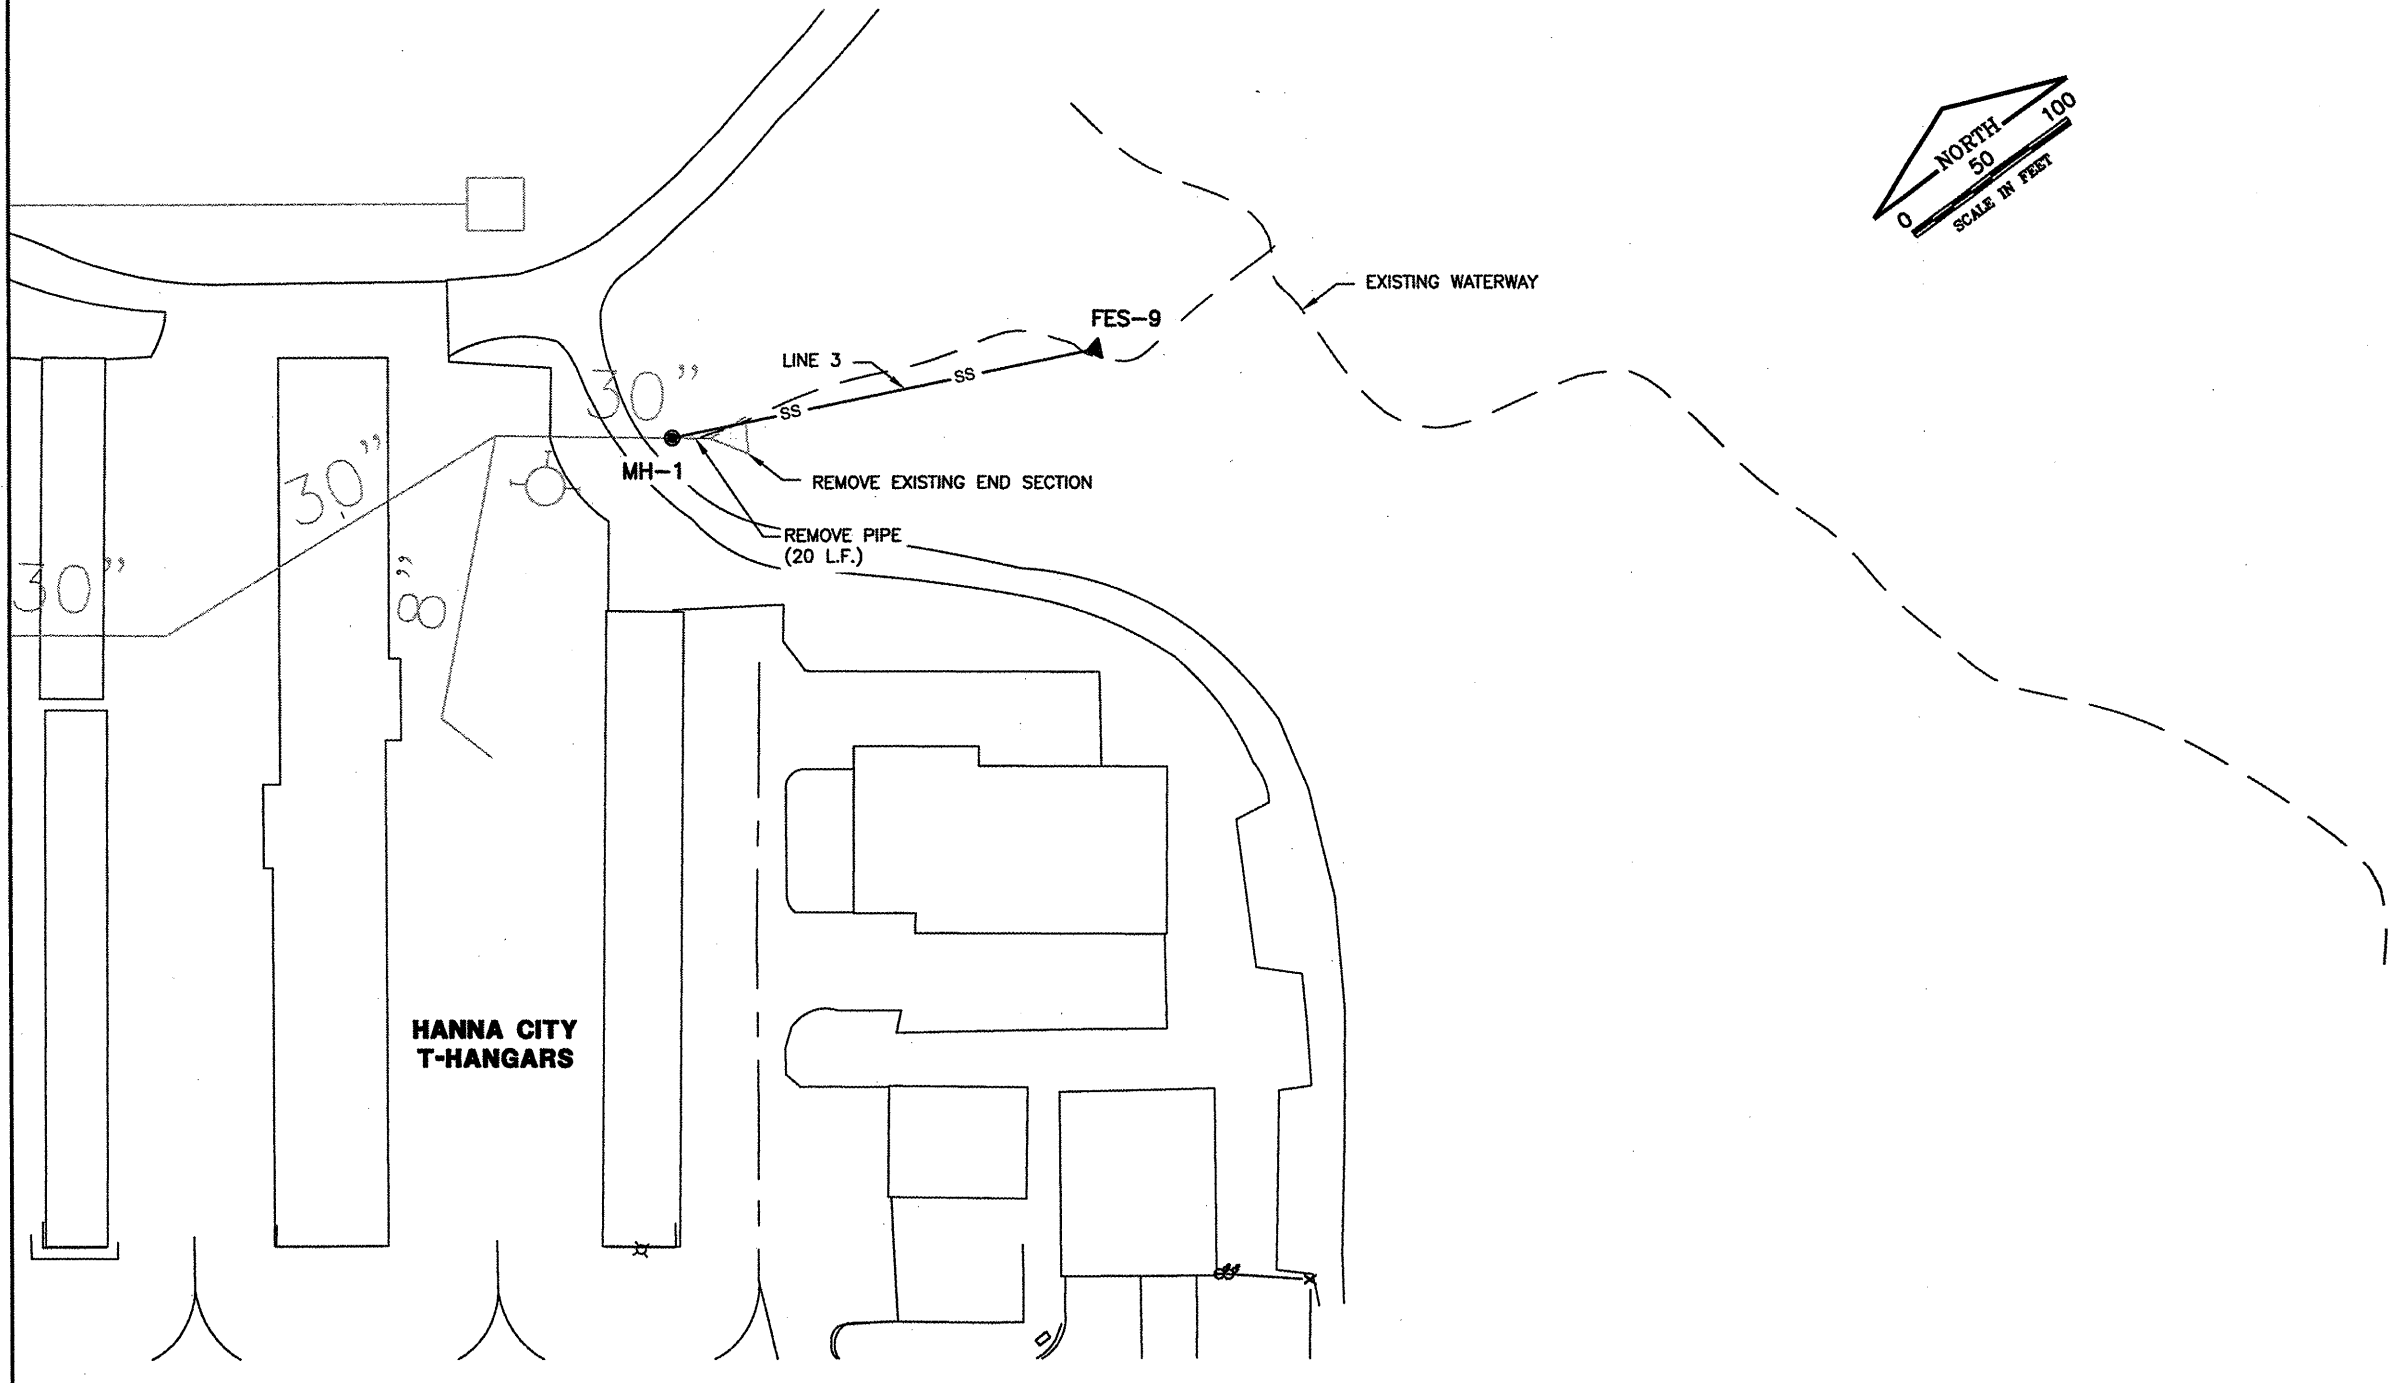 NORTH
0
50
100
SCALE IN FEET
EXISTING WATERWAY
FES-9
LINE 3
SS
SS
30"
MH-1
REMOVE EXISTING END SECTION
REMOVE PIPE
(20 L.F.)
30"
30"
8"
HANNA CITY
T-HANGARS